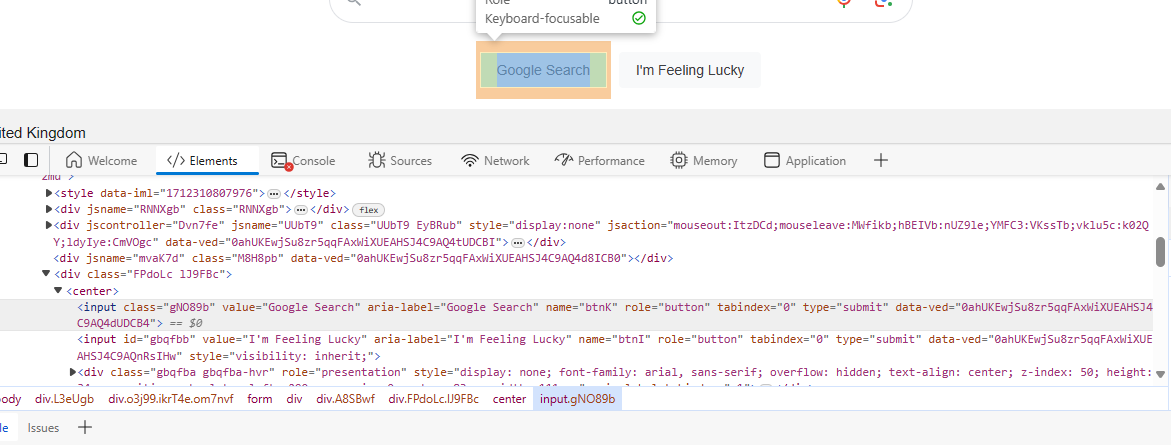 Role button
Keyboard-focusable
Google Search I'm Feeling Lucky
ited Kingdom
Welcome Elements Console Sources Network Performance Memory Application
zmd">
<style data-iml="1712310807976"> </style>
<div jsname="RNNXgb" class="RNNXgb"> </div> flex
<div jscontroller="Dvn7fe" jsname="UUbT9" class="UUbT9 EyBRub" style="display:none" jsaction="mouseout:ItzDCd;mouseleave:MWfikb;hBEIVb:nUZ9le;YMFC3:VKssTb;vklu5c:k02Q
Y;ldyIye:CmVOgc" data-ved="0ahUKEwjSu8zr5qqFAxWiXUEAHSJ4C9AQ4tUDCBI"> </div>
<div jsname="mvaK7d" class="M8H8pb" data-ved="0ahUKEwjSu8zr5qqFAxWiXUEAHSJ4C9AQ4d8ICB0"></div>
<div class="FPdoLc lJ9FBc">
<center>
<input class="gNO89b" value="Google Search" aria-label="Google Search" name="btnK" role="button" tabindex="0" type="submit" data-ved="0ahUKEwjSu8zr5qqFAxWiXUEAHSJ4
C9AQ4dUDCB4"> == $0
<input id="gbqfbb" value="I'm Feeling Lucky" aria-label="I'm Feeling Lucky" name="btnI" role="button" tabindex="0" type="submit" data-ved="0ahUKEwjSu8zr5qqFAxWiXUE
AHSJ4C9AQnRsIHw" style="visibility: inherit;">
<div class="gbqfba gbqfba-hvr" role="presentation" style="display: none; font-family: arial, sans-serif; overflow: hidden; text-align: center; z-index: 50; height:
ody div.L3eUgb div.o3j99.ikrT4e.om7nvf form div div.A8SBwf div.FPdoLc.lJ9FBc center input.gNO89b
le Issues